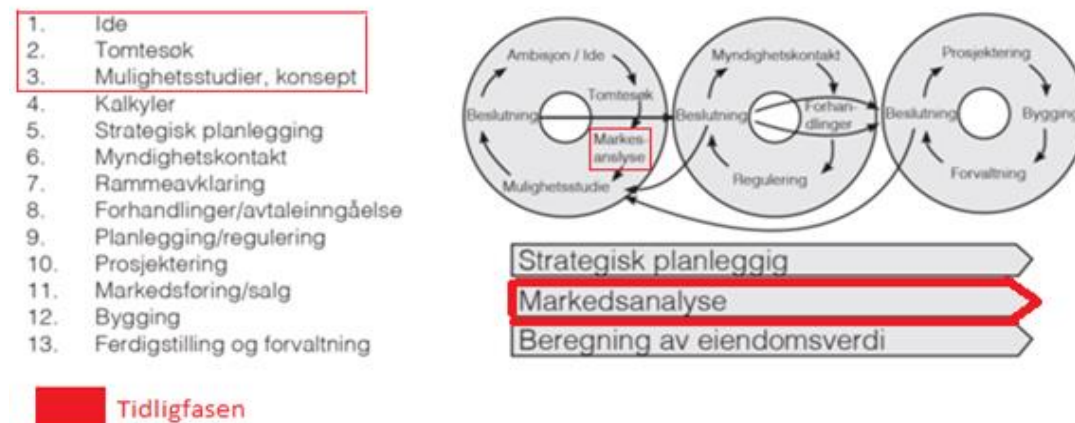 1. Ide
2. Tomtesøk
3. Mulighetsstudier, konsept
4. Kalkyler
5. Strategisk planlegging
6. Myndighetskontakt
7. Rammeavklaring
8. Forhandlinger/avtaleinngåelse
9. Planlegging/regulering
10. Prosjektering
11. Markedsføring/salg
12. Bygging
13. Ferdigstilling og forvaltning
Tidligfasen
Ambisjon / Ide
Tomtesøk
Beslutning
Markes-
anslyse
Mulighetsstudie
Myndighetskontakt
Beslutning
Forhan-
dlinger
Regulering
Prosjektering
Beslutning
Bygging
Forvaltning
Strategisk planleggig
Markedsanalyse
Beregning av eiendomsverdi